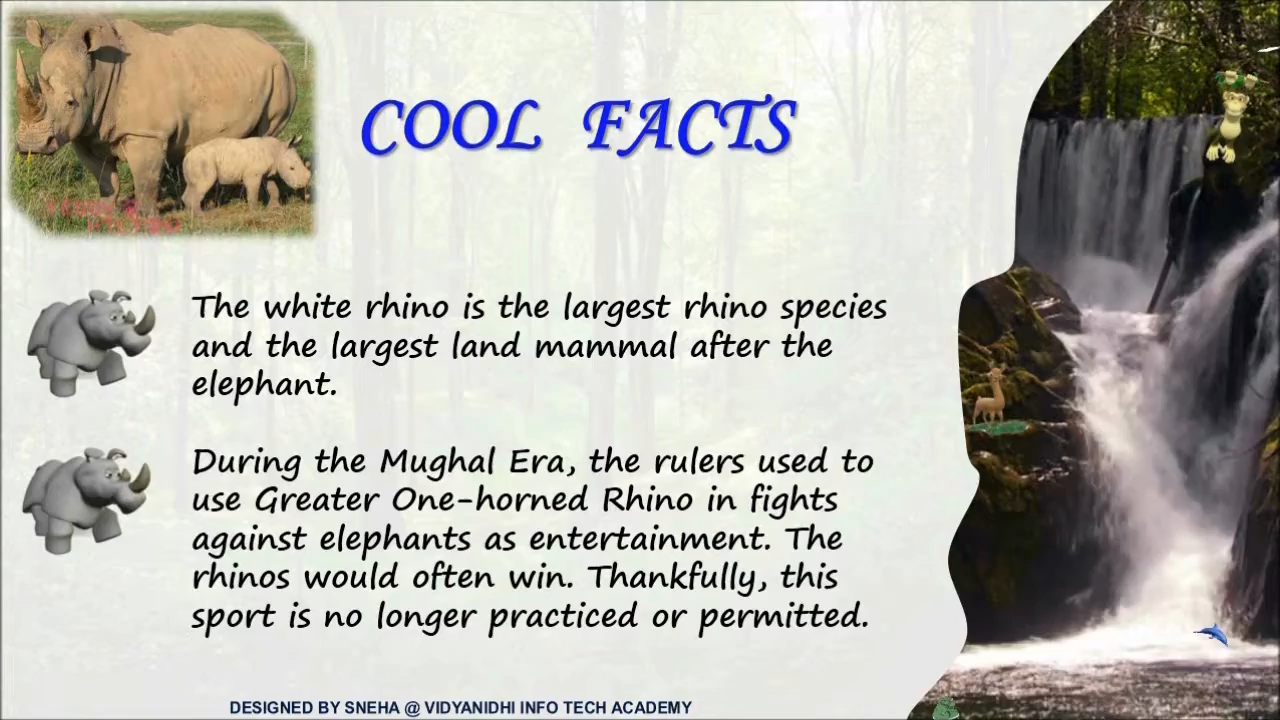 COOL FACTS
The white rhino is the largest rhino species
and the largest land mammal after the
elephant.
During the Mughal Era, the rulers used to
use Greater One-horned Rhino in fights
against elephants as entertainment. The
rhinos would often win. Thankfully, this
sport is no longer practiced or permitted.
DESIGNED BY SNEHA @ VIDYANIDHI INFO TECH ACADEMY